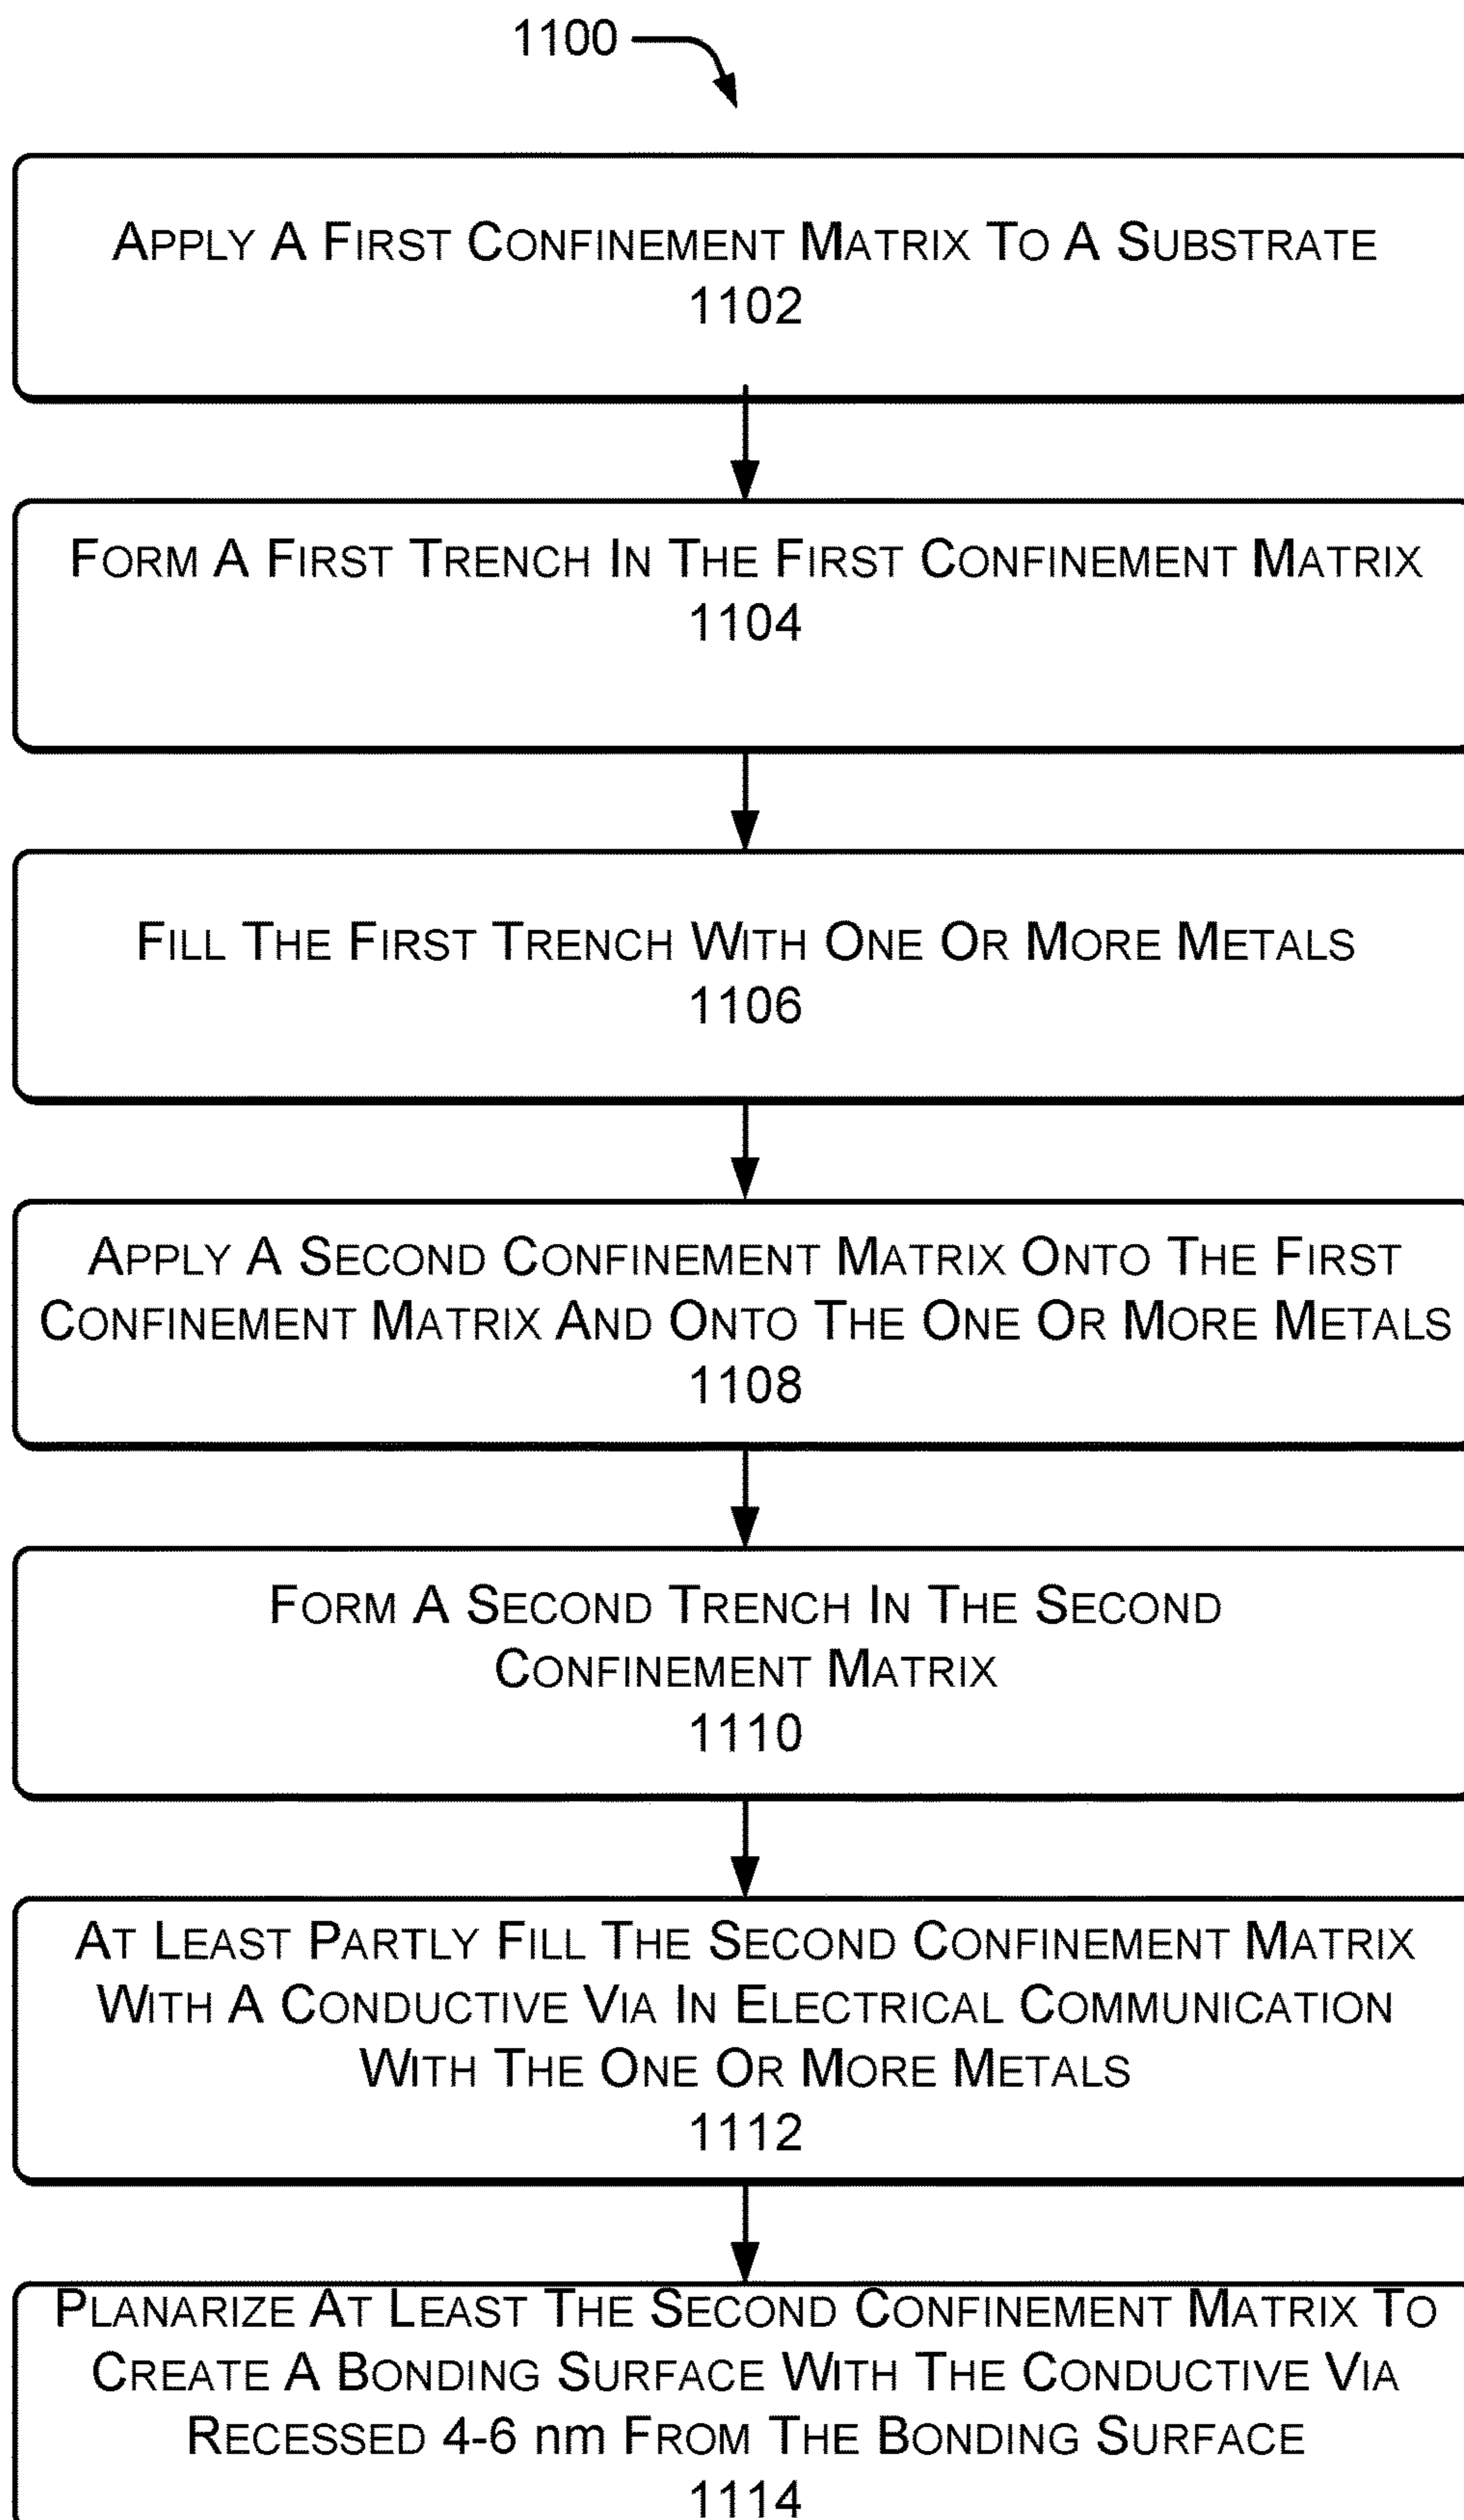 1100
APPLY A FIRST CONFINEMENT MATRIX TO A SUBSTRATE
1102
FORM A FIRST TRENCH IN THE FIRST CONFINEMENT MATRIX
1104
FILL THE FIRST TRENCH WITH ONE OR MORE METALS
1106
APPLY A SECOND CONFINEMENT MATRIX ONTO THE FIRST
CONFINEMENT MATRIX AND ONTO THE ONE OR MORE METALS
1108
FORM A SECOND TRENCH IN THE SECOND
CONFINEMENT MATRIX
1110
AT LEAST PARTLY FILL THE SECOND CONFINEMENT MATRIX
WITH A CONDUCTIVE VIA IN ELECTRICAL COMMUNICATION
WITH THE ONE OR MORE METALS
1112
PLANARIZE AT LEAST THE SECOND CONFINEMENT MATRIX TO
CREATE A BONDING SURFACE WITH THE CONDUCTIVE VIA
RECESSED 4-6 nm FROM THE BONDING SURFACE
1114